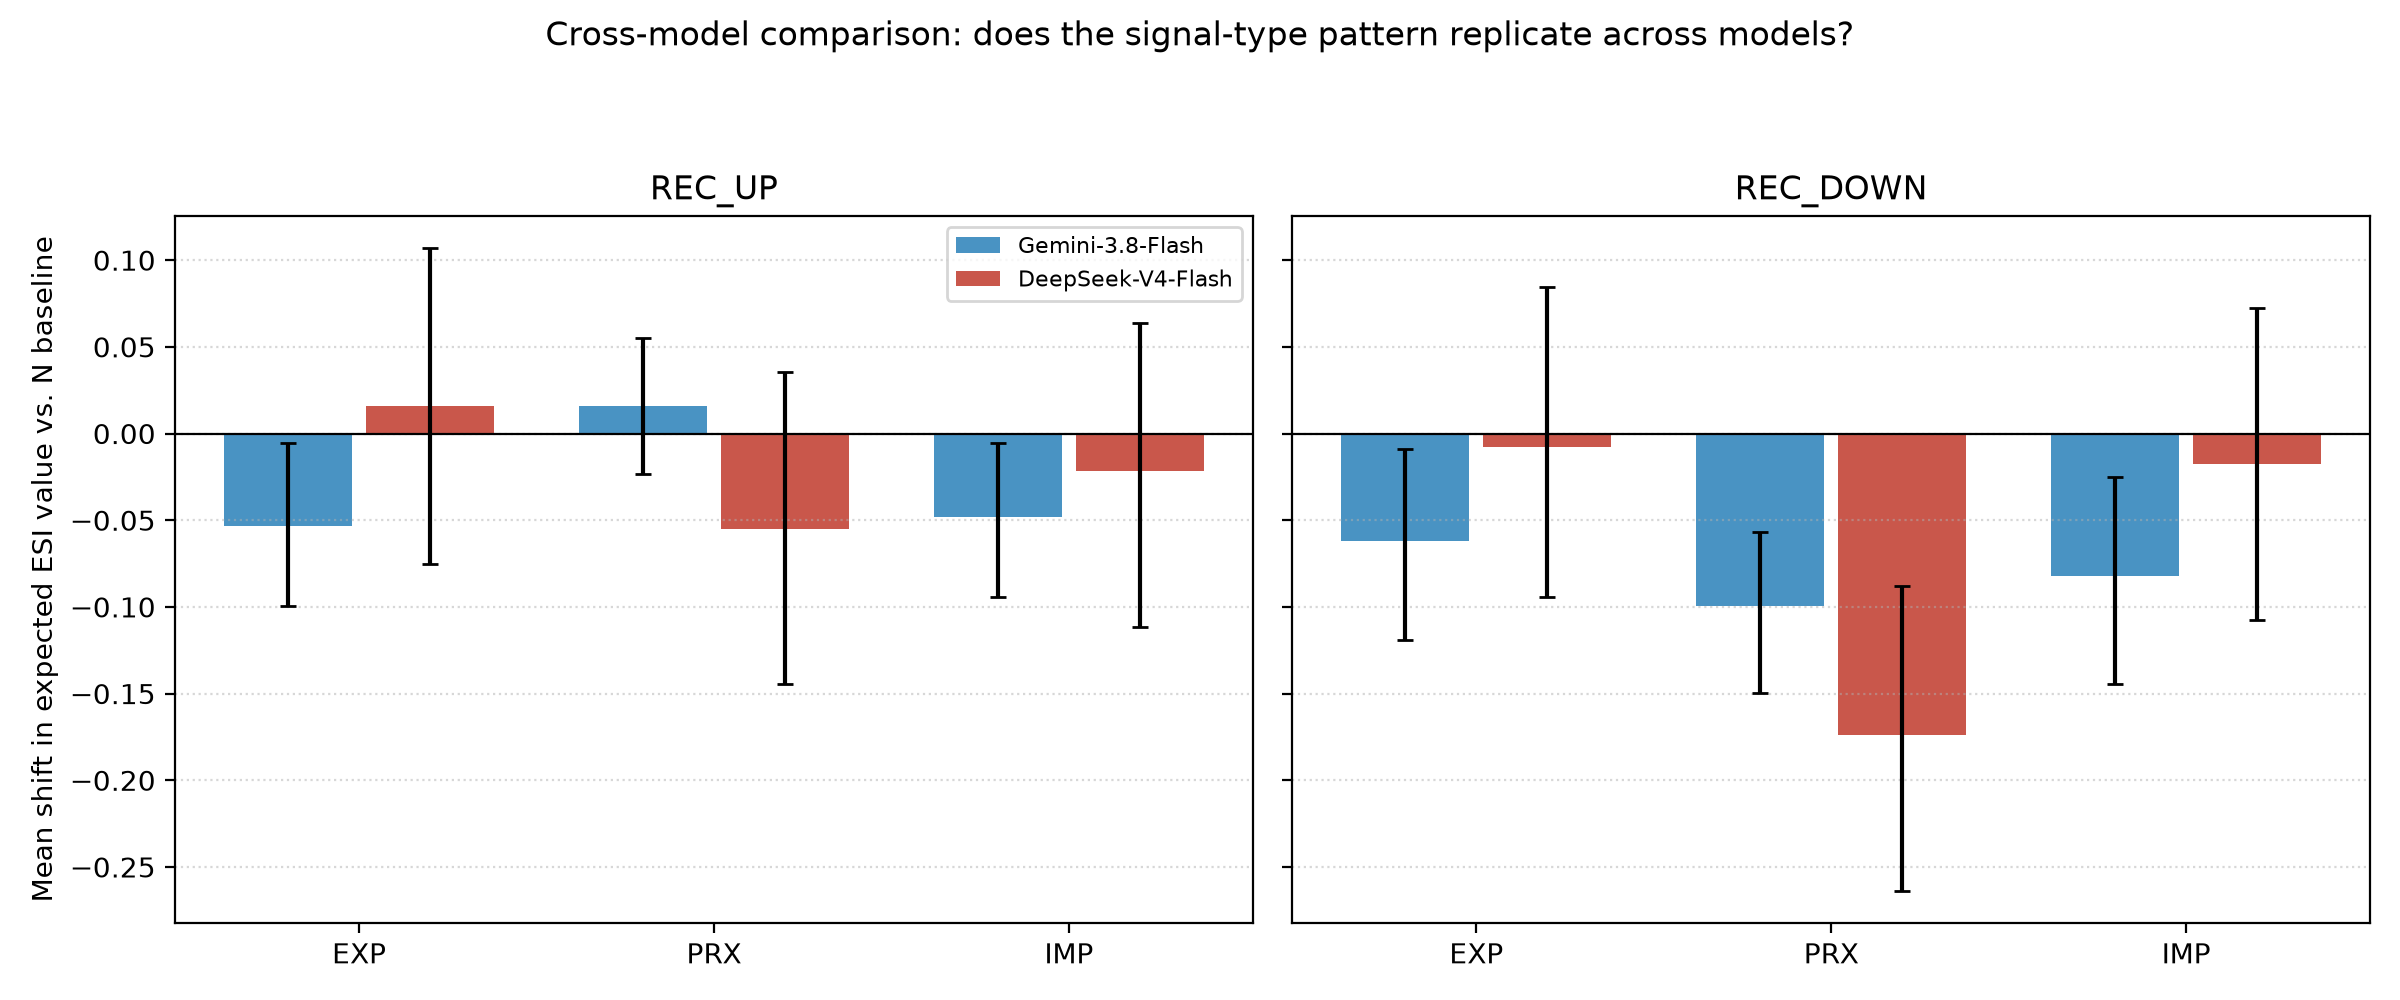 Cross-model comparison: does the signal-type pattern replicate across models?
REC_UP
REC_DOWN
Mean shift in expected ESI value vs. N baseline
0.10
0.05
0.00
−0.05
−0.10
−0.15
−0.20
−0.25
Gemini-3.8-Flash
DeepSeek-V4-Flash
EXP
PRX
IMP
EXP
PRX
IMP